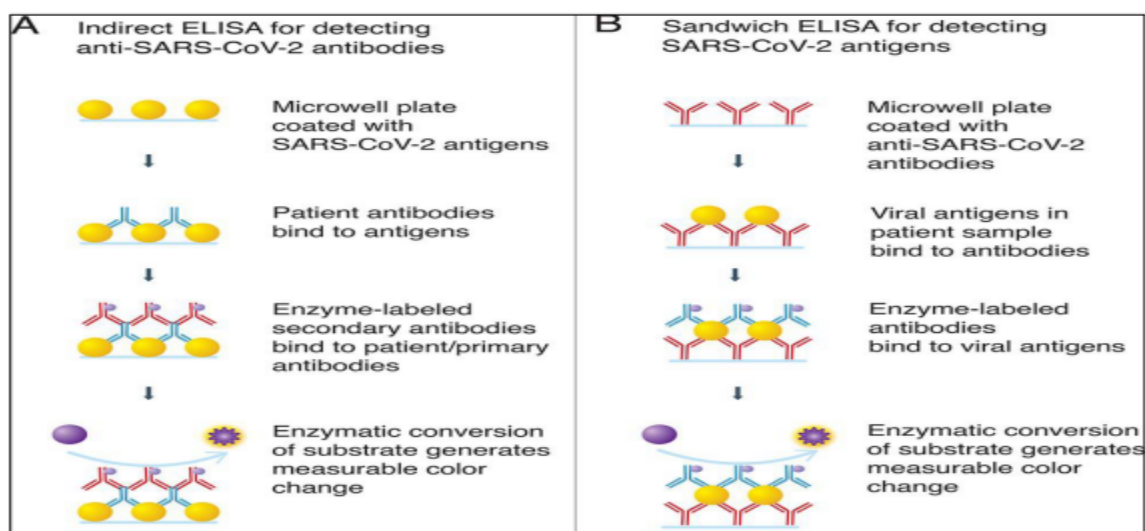 A
Indirect ELISA for detecting
anti-SARS-CoV-2 antibodies
Microwell plate
coated with
SARS-CoV-2 antigens
Patient antibodies
bind to antigens
Enzyme-labeled
secondary antibodies
bind to patient/primary
antibodies
Enzymatic conversion
of substrate generates
measurable color
change
B
Sandwich ELISA for detecting
SARS-CoV-2 antigens
Microwell plate
coated with
anti-SARS-CoV-2
antibodies
Viral antigens in
patient sample
bind to antibodies
Enzyme-labeled
antibodies
bind to viral antigens
Enzymatic conversion
of substrate generates
measurable color
change